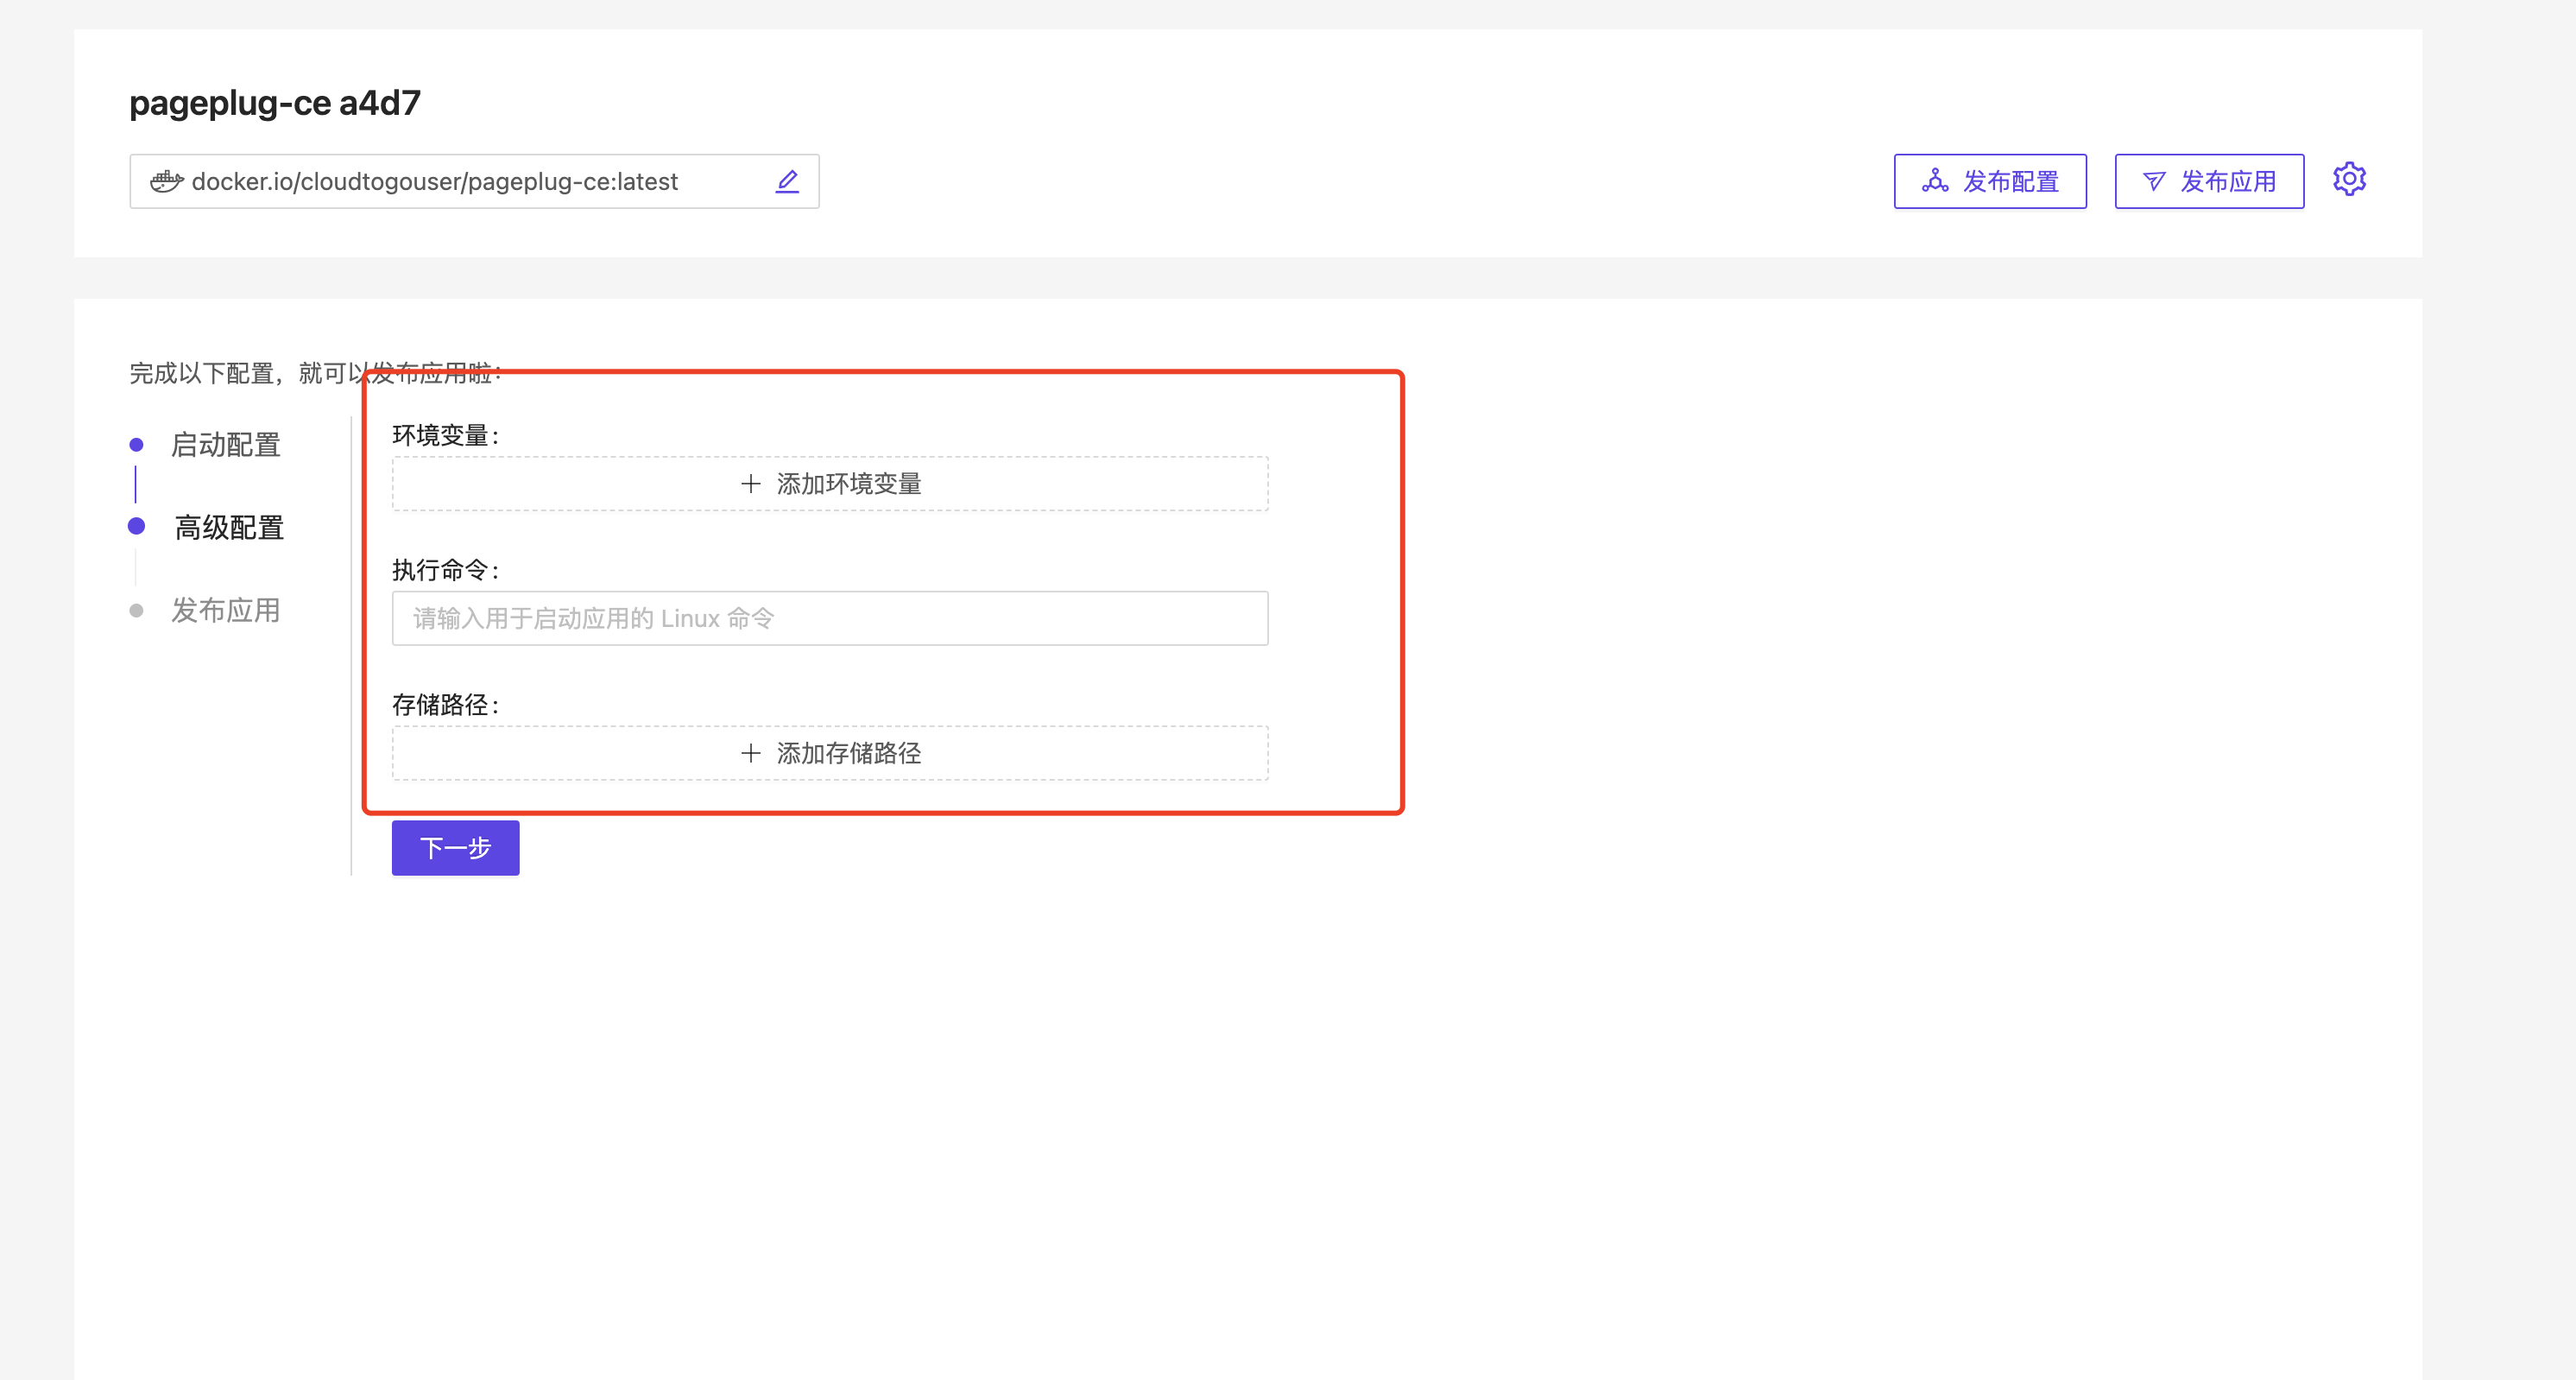 pageplug-ce a4d7
docker.io/cloudtogouser/pageplug-ce:latest
发布配置
发布应用
完成以下配置，就可以发布应用啦：
启动配置
高级配置
发布应用
环境变量：
添加环境变量
执行命令：
请输入用于启动应用的 Linux 命令
存储路径：
添加存储路径
下一步